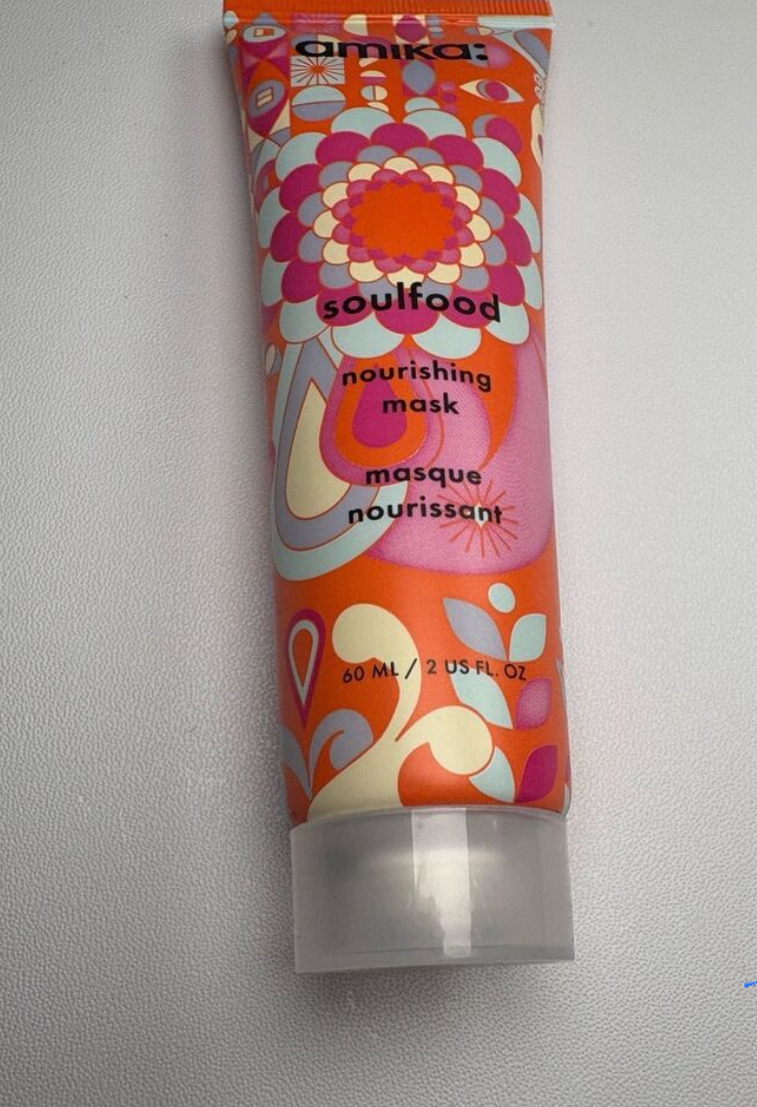 amika:
soulfood
nourishing
mask
masque
nourissant
60 ML / 2 US FL. OZ